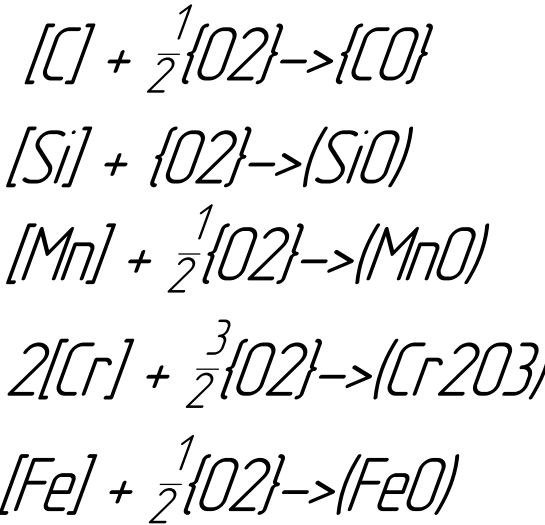 [C] + 1/2{O2}->{CO}
[Si] + {O2}->(SiO)
[Mn] + 1/2{O2}->(MnO)
2[Cr] + 3/2{O2}->(Cr2O3)
[Fe] + 1/2{O2}->(FeO)